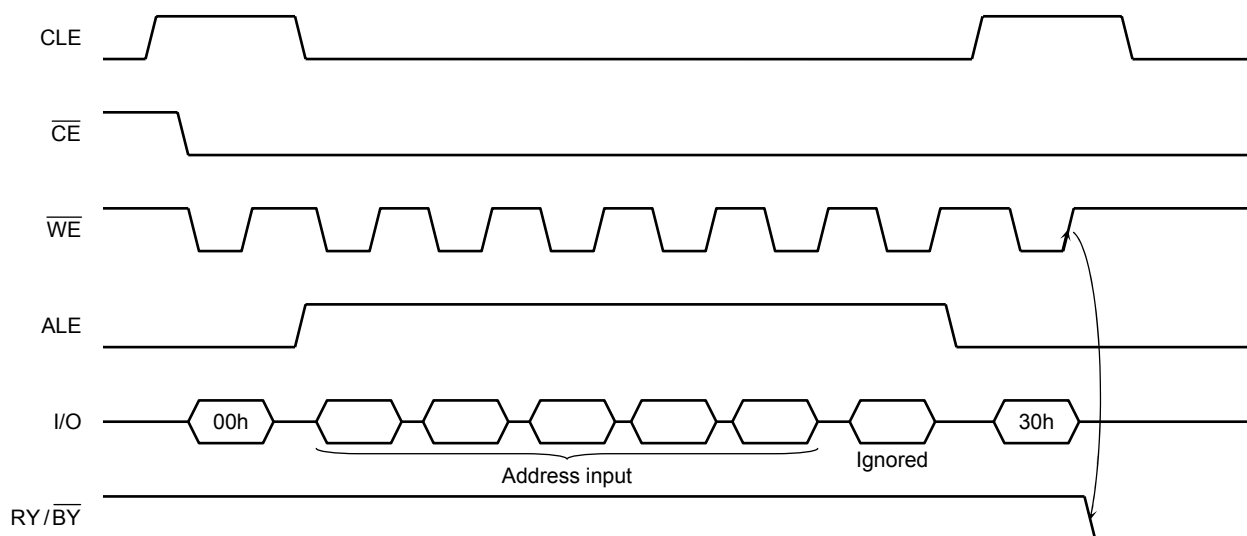 CLE
CE
WE
ALE
I/O 00h 30h
Address input Ignored
RY/BY